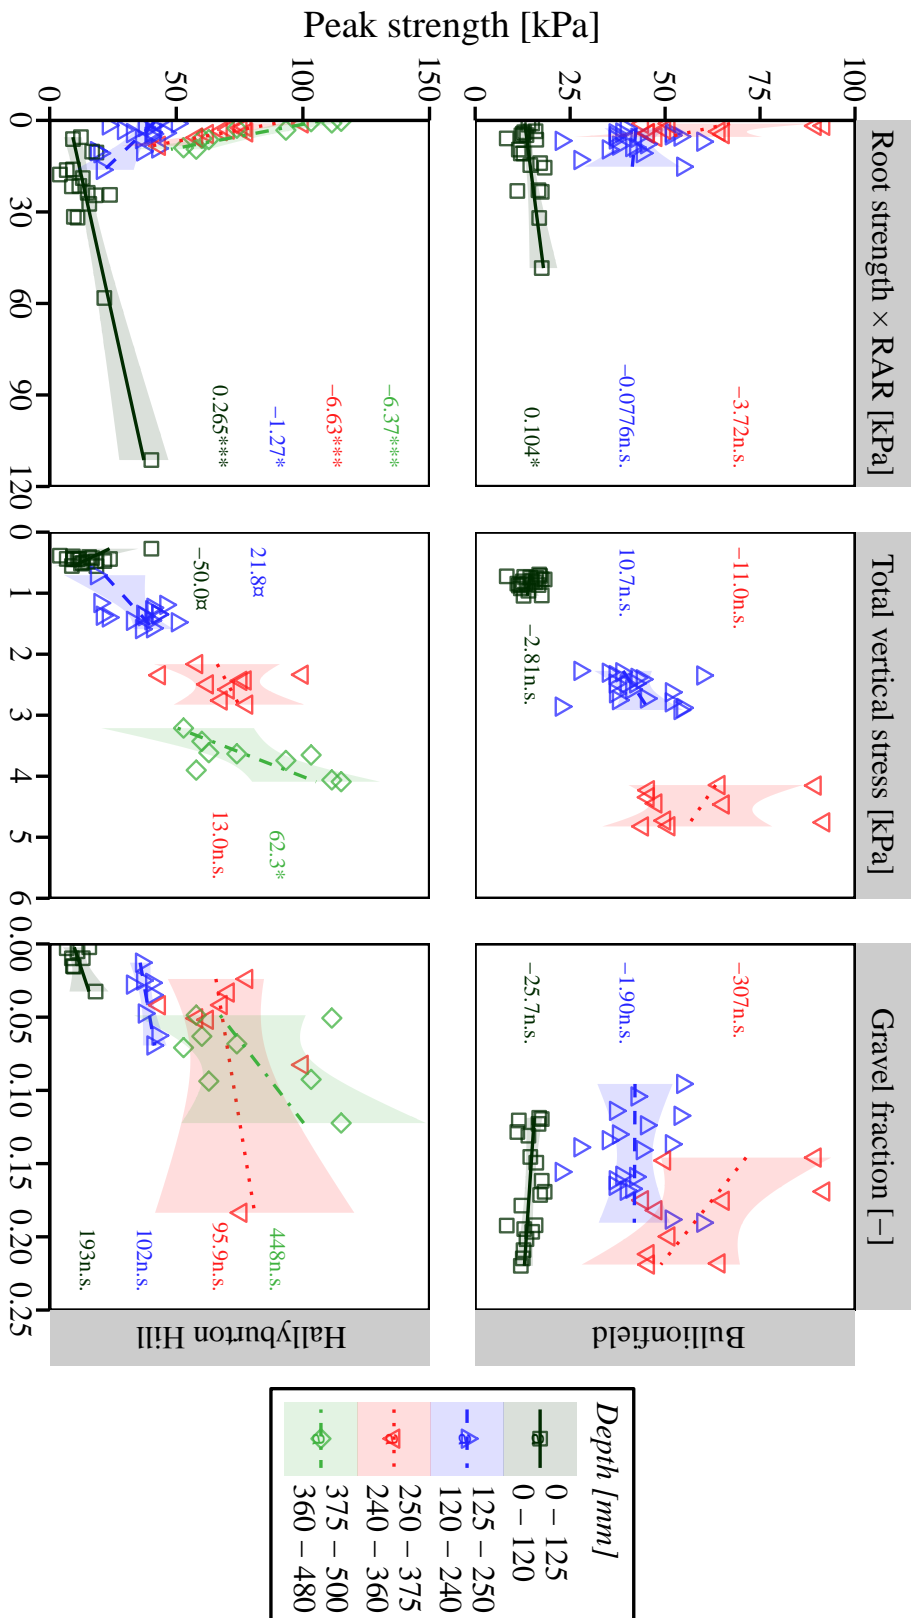 Peak strength [kPa]
Root strength × RAR [kPa]
Total vertical stress [kPa]
Gravel fraction [−]
100
75
50
25
0
−3.72n.s.
−0.0776n.s.
0.104*
−11.0n.s.
10.7n.s.
−2.81n.s.
−307n.s.
−1.90n.s.
−25.7n.s.
Bullionfield
150
100
50
0
−6.37***
−6.63***
−1.27*
0.265***
21.8¤
−50.0¤
62.3*
13.0n.s.
448n.s.
95.9n.s.
102n.s.
193n.s.
Hallyburton Hill
0 30 60 90 120
0 1 2 3 4 5 6
0.00 0.05 0.10 0.15 0.20 0.25
Depth [mm]
0 − 125
0 − 120
125 − 250
120 − 240
250 − 375
240 − 360
375 − 500
360 − 480